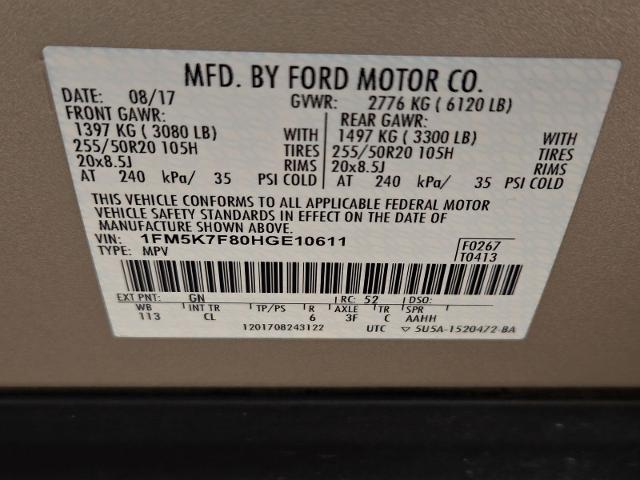 MFD. BY FORD MOTOR CO.
DATE: 08/17 GVWR: 2776 KG ( 6120 LB)
FRONT GAWR: REAR GAWR:
1397 KG ( 3080 LB) WITH 1497 KG ( 3300 LB) WITH
255/50R20 105H TIRES 255/50R20 105H TIRES
20x8.5J RIMS 20x8.5J RIMS
AT 240 kPa/ 35 PSI COLD AT 240 kPa/ 35 PSI COLD
THIS VEHICLE CONFORMS TO ALL APPLICABLE FEDERAL MOTOR
VEHICLE SAFETY STANDARDS IN EFFECT ON THE DATE OF
MANUFACTURE SHOWN ABOVE.
VIN: 1FM5K7F80HGE10611 F0267
TYPE: MPV T0413
EXT PNT: GN RC: 52 DSO:
WB INT TR TP/PS R AXLE TR SPR
113 CL 6 3F C AAHH
1201708243122 UTC ▽ 5U5A-1520472-BA